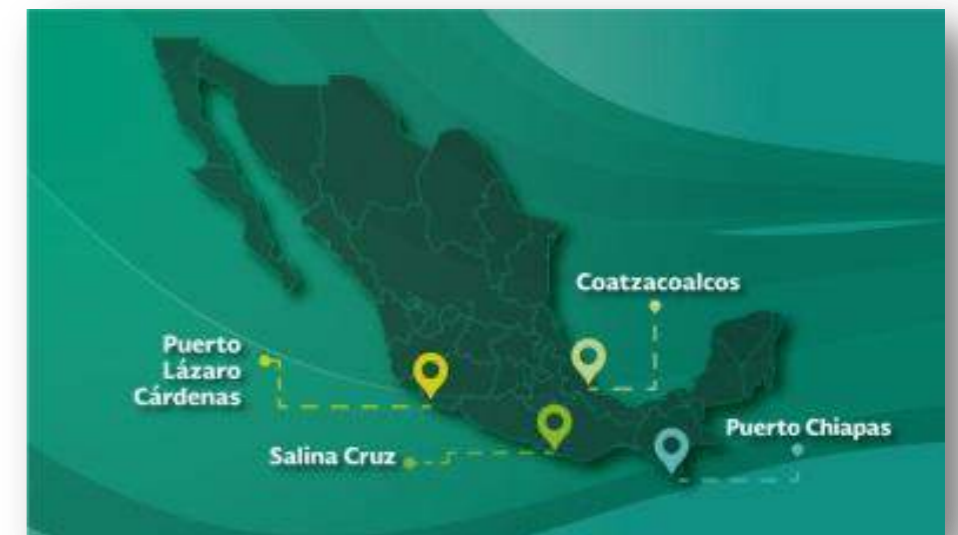 Coatzacoalcos
Puerto
Lázaro
Cárdenas
Puerto Chiapas
Salina Cruz